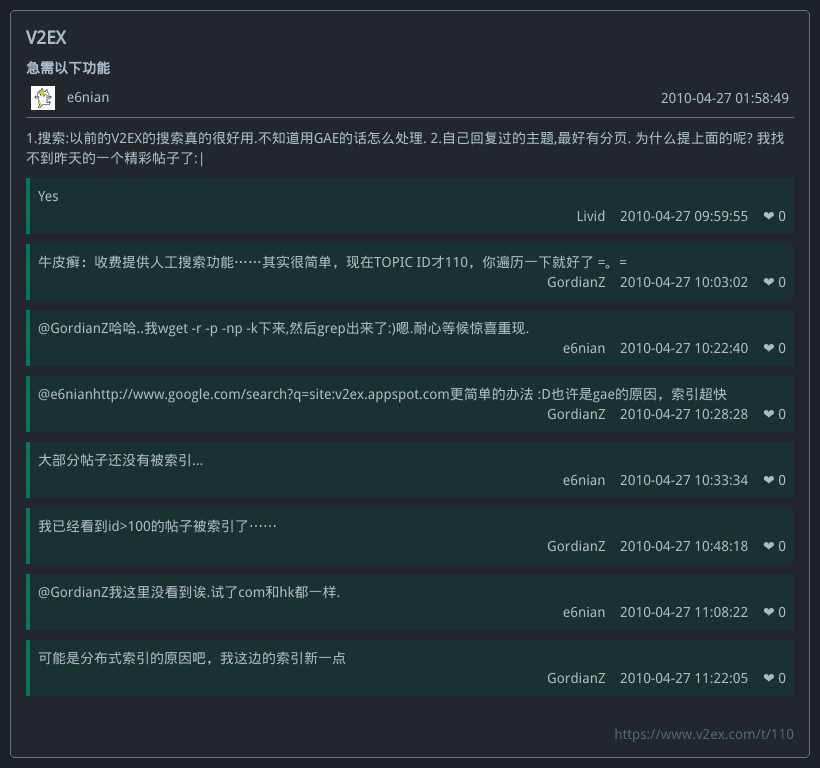 V2EX
急需以下功能
e6nian 2010-04-27 01:58:49
1.搜索:以前的V2EX的搜索真的很好用.不知道用GAE的话怎么处理. 2.自己回复过的主题,最好有分页. 为什么提上面的呢? 我找
不到昨天的一个精彩帖子了:|
Yes
Livid 2010-04-27 09:59:55 ❤ 0
牛皮癣：收费提供人工搜索功能……其实很简单，现在TOPIC ID才110，你遍历一下就好了 =。=
GordianZ 2010-04-27 10:03:02 ❤ 0
@GordianZ哈哈..我wget -r -p -np -k下来,然后grep出来了:)嗯.耐心等候惊喜重现.
e6nian 2010-04-27 10:22:40 ❤ 0
@e6nianhttp://www.google.com/search?q=site:v2ex.appspot.com更简单的办法 :D也许是gae的原因，索引超快
GordianZ 2010-04-27 10:28:28 ❤ 0
大部分帖子还没有被索引...
e6nian 2010-04-27 10:33:34 ❤ 0
我已经看到id>100的帖子被索引了……
GordianZ 2010-04-27 10:48:18 ❤ 0
@GordianZ我这里没看到诶.试了com和hk都一样.
e6nian 2010-04-27 11:08:22 ❤ 0
可能是分布式索引的原因吧，我这边的索引新一点
GordianZ 2010-04-27 11:22:05 ❤ 0
https://www.v2ex.com/t/110